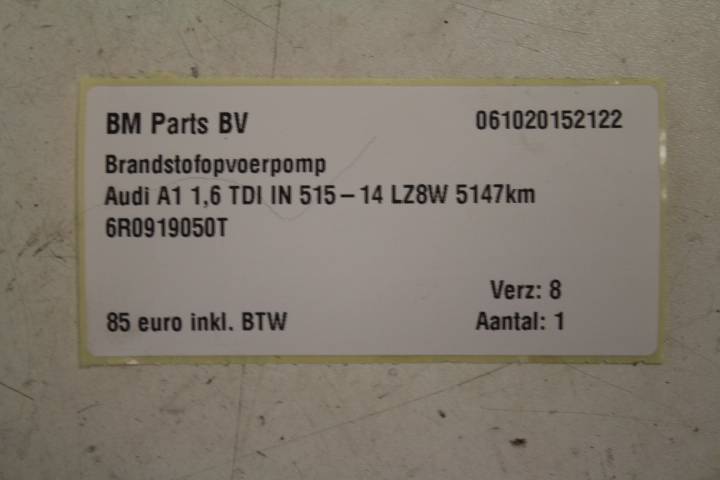 BM Parts BV 061020152122
Brandstofopvoerpomp
Audi A1 1,6 TDI IN 515–14 LZ8W 5147km
6R0919050T
Verz: 8
85 euro inkl. BTW Aantal: 1